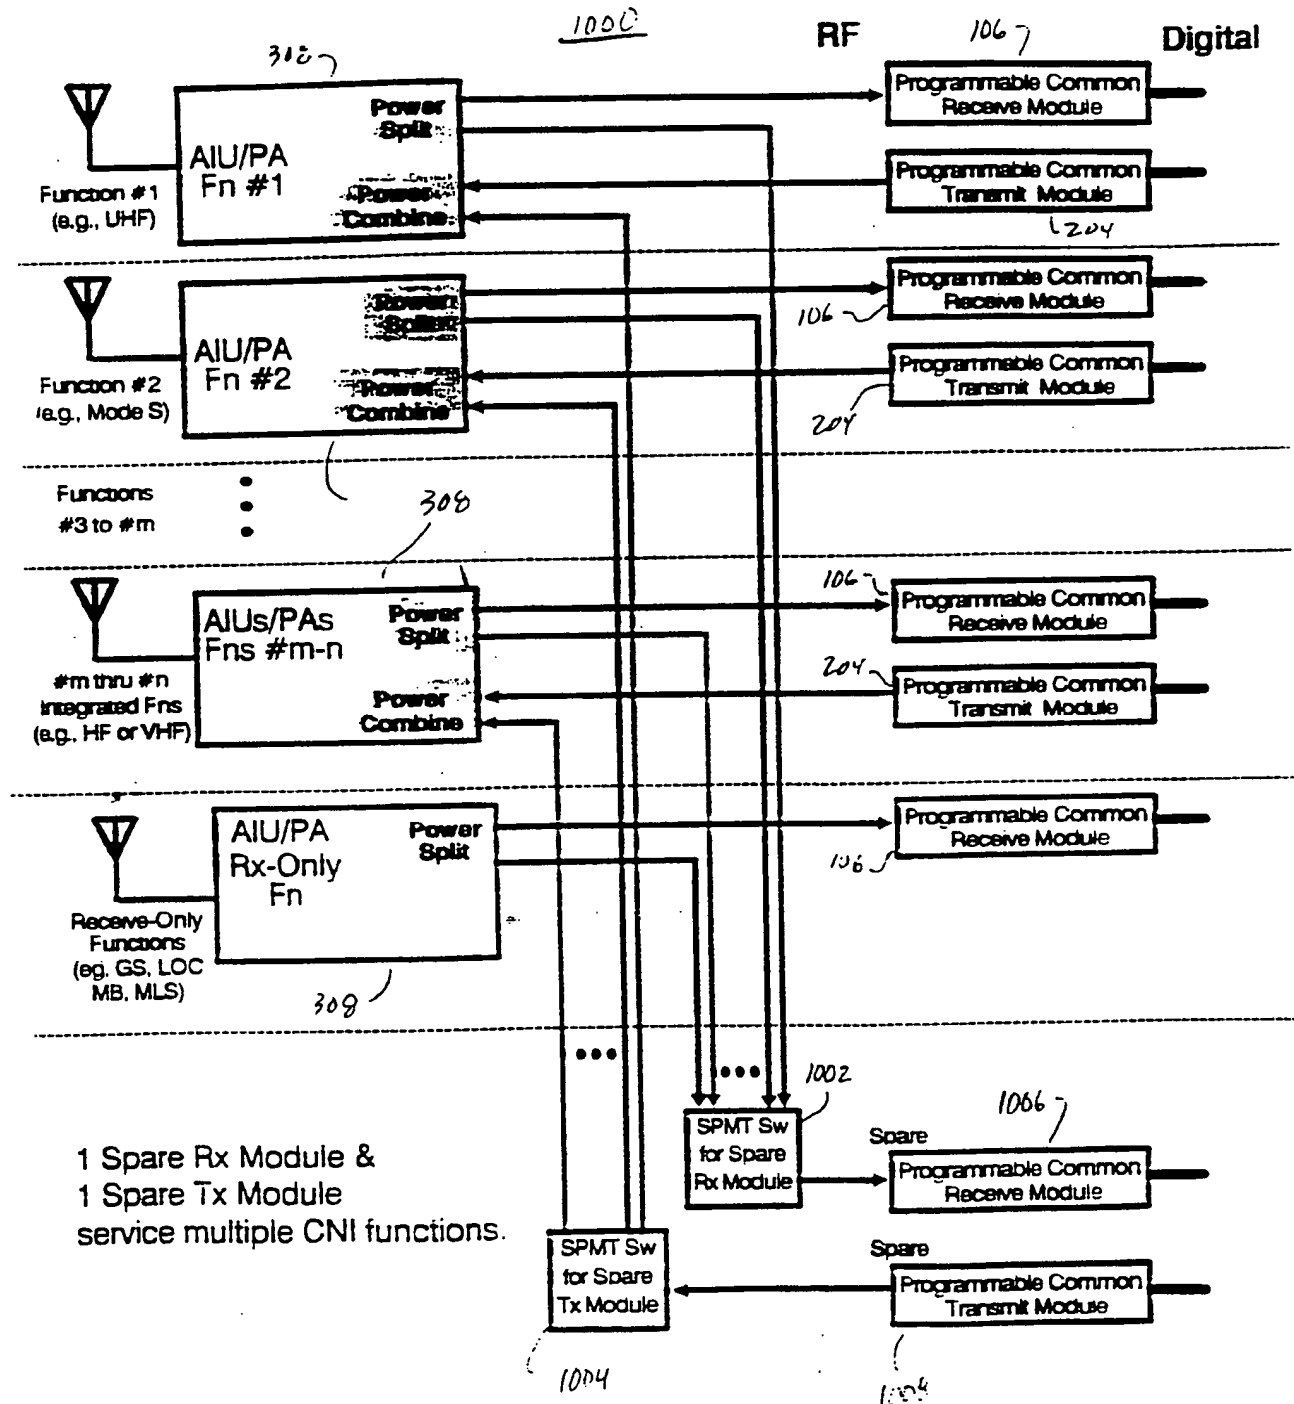 1000
RF
Digital
308
106
Power
Split
AIU/PA
Fn #1
Power
Combine
Function #1
(e.g., UHF)
Programmable Common
Receive Module
Programmable Common
Transmit Module
204
Power
Split
AIU/PA
Fn #2
Power
Combine
Function #2
(e.g., Mode S)
Programmable Common
Receive Module
106
Programmable Common
Transmit Module
204
Functions
#3 to #m
308
AIUs/PAs
Fns #m-n
Power
Split
Power
Combine
#m thru #n
Integrated Fns
(e.g., HF or VHF)
106
Programmable Common
Receive Module
204
Programmable Common
Transmit Module
AIU/PA
Rx-Only
Fn
Power
Split
Receive-Only
Functions
(eg. GS, LOC
MB, MLS)
308
Programmable Common
Receive Module
106
1002
SPMT Sw
for Spare
Rx Module
1006
Spare
Programmable Common
Receive Module
1 Spare Rx Module &
1 Spare Tx Module
service multiple CNI functions.
SPMT Sw
for Spare
Tx Module
1004
Spare
Programmable Common
Transmit Module